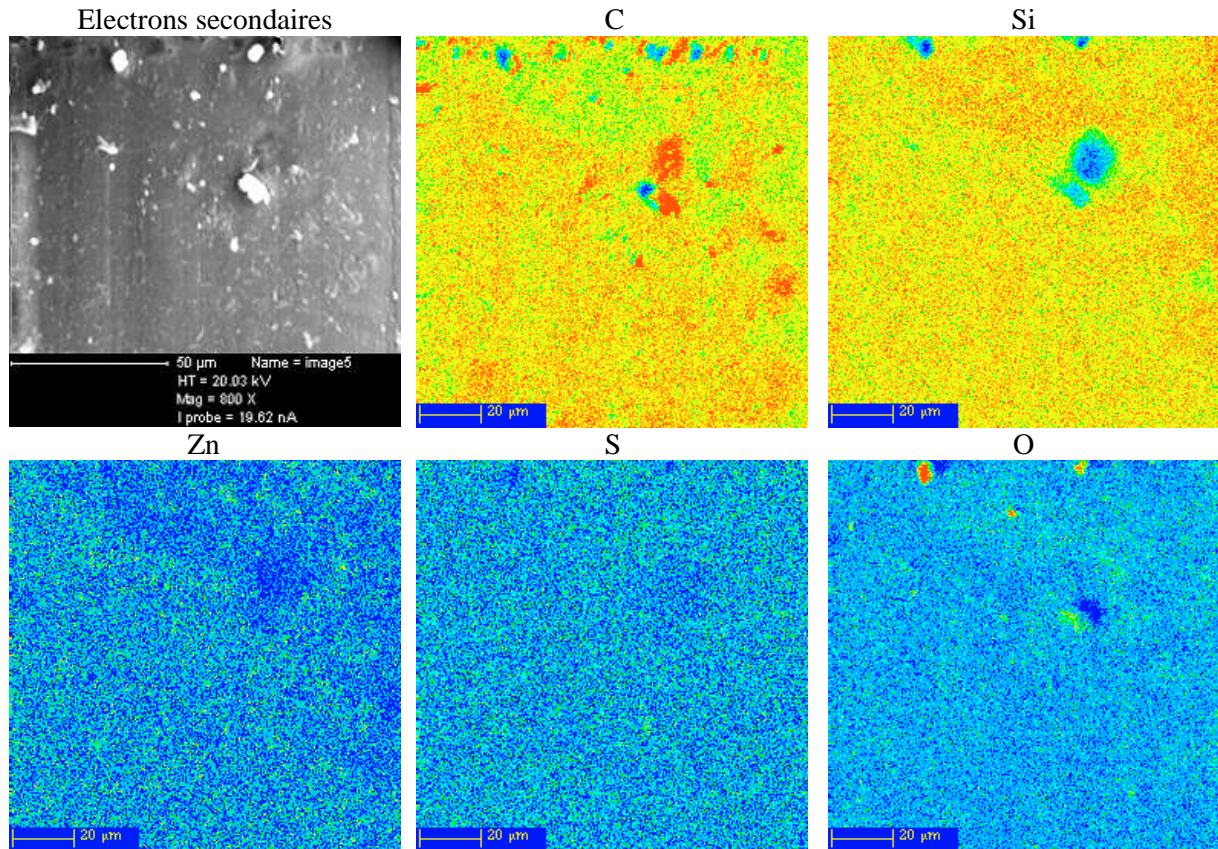 Electrons secondaires
C
Si
50 µm Name = image5
HT = 20.03 kV
Mag = 800 X
I probe = 19.62 nA
20 µm
20 µm
Zn
S
O
20 µm
20 µm
20 µm